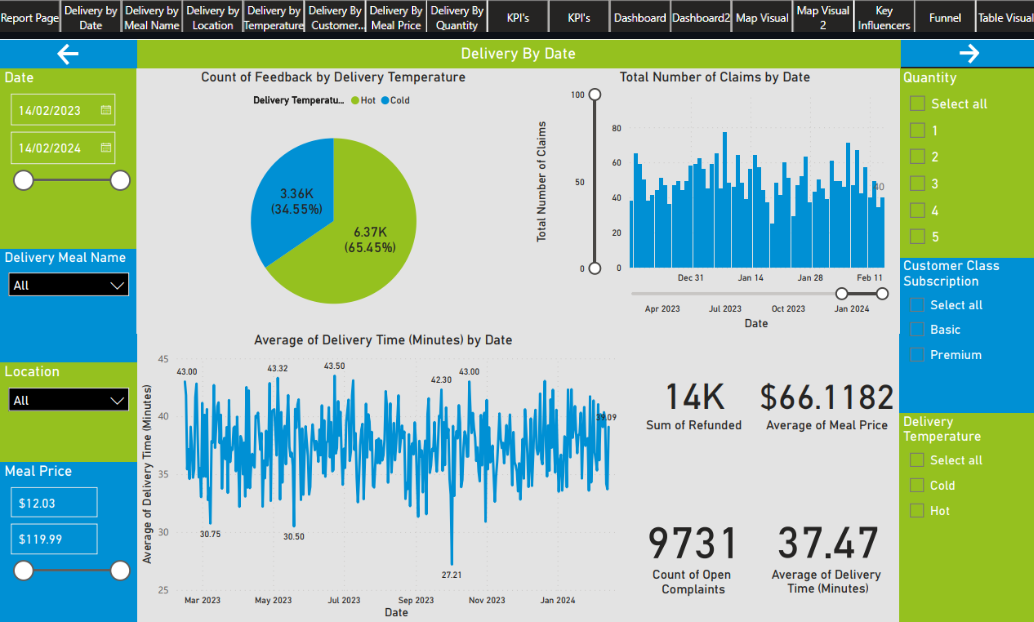 Report Page
Delivery by Date
Delivery by Meal Name
Delivery by Location
Delivery by Temperature
Delivery By Customer...
Delivery By Meal Price
Delivery By Quantity
KPI's
KPI's
Dashboard
Dashboard2
Map Visual
Map Visual 2
Key Influencers
Funnel
Table Visual
Delivery By Date
Date
14/02/2023
14/02/2024
Delivery Meal Name
All
Location
All
Meal Price
$12.03
$119.99
Count of Feedback by Delivery Temperature
Delivery Temperatu... Hot Cold
3.36K
(34.55%)
6.37K
(65.45%)
Total Number of Claims by Date
Total Number of Claims
100
50
0
80
60
40
20
0
40
Dec 31 Jan 14 Jan 28 Feb 11
Apr 2023 Jul 2023 Oct 2023 Jan 2024
Date
Average of Delivery Time (Minutes) by Date
Average of Delivery Time (Minutes)
45
40
35
30
25
43.00
43.32
43.50
42.30
43.00
39.09
30.75
30.50
27.21
Mar 2023 May 2023 Jul 2023 Sep 2023 Nov 2023 Jan 2024
Date
14K
Sum of Refunded
$66.1182
Average of Meal Price
9731
Count of Open
Complaints
37.47
Average of Delivery
Time (Minutes)
Quantity
Select all
1
2
3
4
5
Customer Class
Subscription
Select all
Basic
Premium
Delivery
Temperature
Select all
Cold
Hot